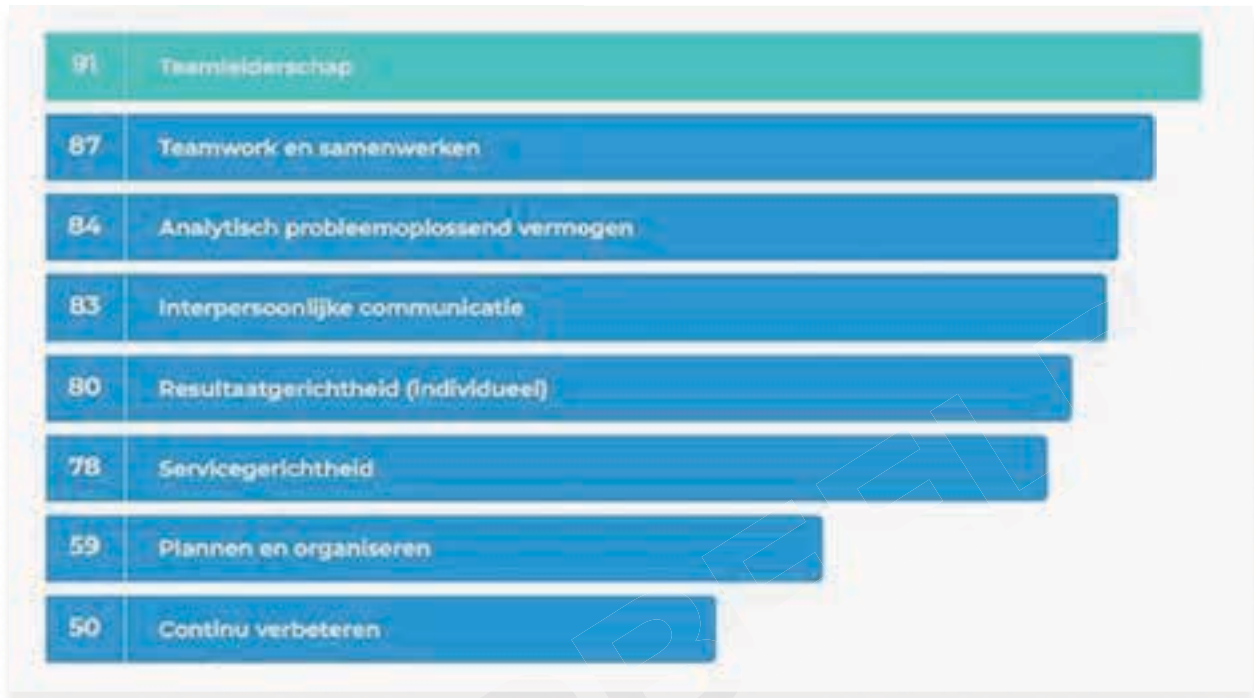 91 Teamleiderschap
87 Teamwork en samenwerken
84 Analytisch probleemoplossend vermogen
83 Interpersoonlijke communicatie
80 Resultaatgerichtheid (individueel)
78 Servicegerichtheid
59 Plannen en organiseren
50 Continu verbeteren